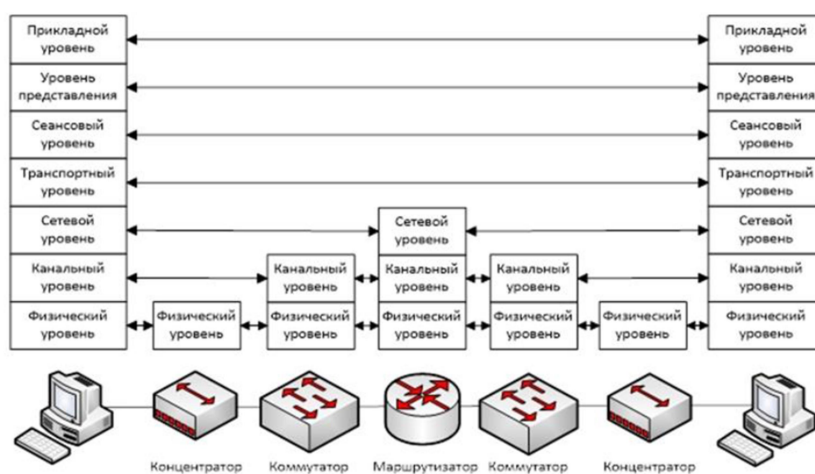 Прикладной
уровень
Прикладной
уровень
Уровень
представления
Уровень
представления
Сеансовый
уровень
Сеансовый
уровень
Транспортный
уровень
Транспортный
уровень
Сетевой
уровень
Сетевой
уровень
Сетевой
уровень
Канальный
уровень
Канальный
уровень
Канальный
уровень
Канальный
уровень
Канальный
уровень
Физический
уровень
Физический
уровень
Физический
уровень
Физический
уровень
Физический
уровень
Физический
уровень
Физический
уровень
Концентратор
Коммутатор
Маршрутизатор
Коммутатор
Концентратор